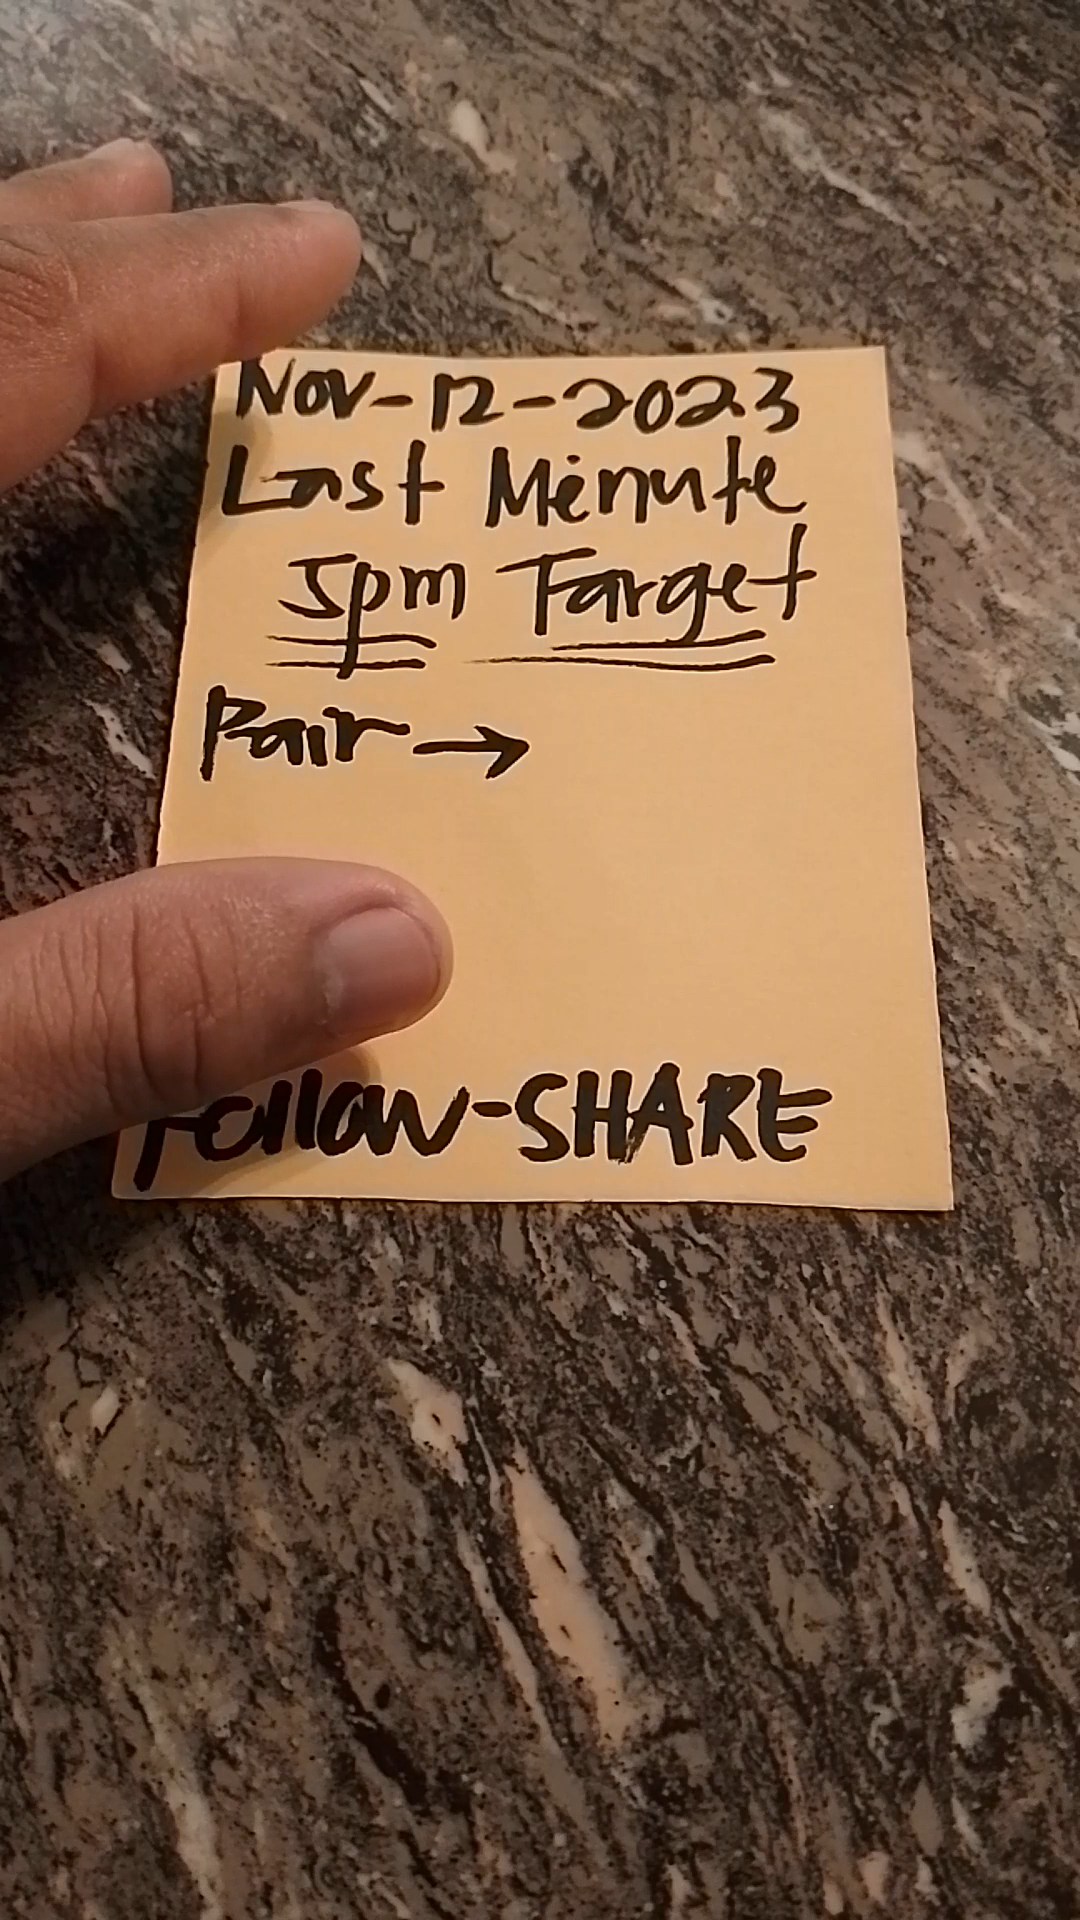 Nov-12-2023
Last Minute
5pm Target
Pair →
Follow-SHARE